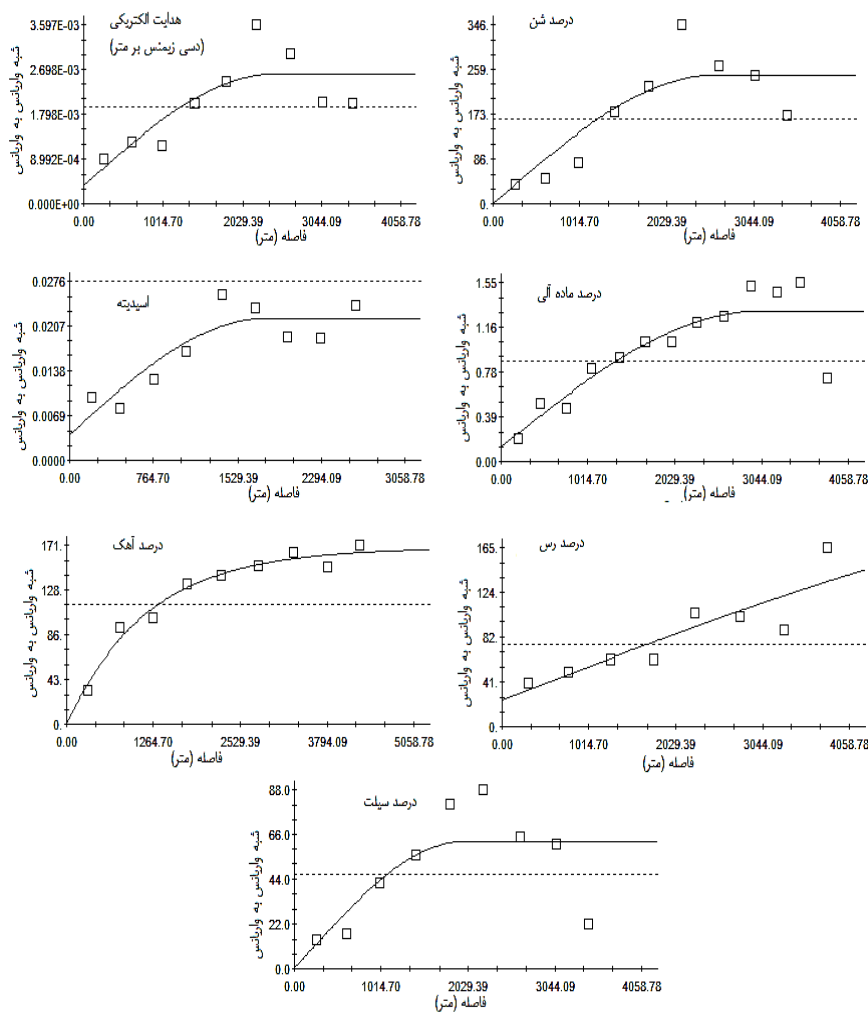 هدایت الکتریکی
(دسی زیمنس بر متر)
شبه واریانس به واریانس
3.597E-03
2.698E-03
1.798E-03
8.992E-04
0.000E+00
0.00 1014.70 2029.39 3044.09 4058.78
فاصله (متر)
درصد شن
شبه واریانس به واریانس
346.
259.
173.
86.
0.
0.00 1014.70 2029.39 3044.09 4058.78
فاصله (متر)
اسیدیته
شبه واریانس به واریانس
0.0276
0.0207
0.0138
0.0069
0.0000
0.00 764.70 1529.39 2294.09 3058.78
فاصله (متر)
درصد ماده آلی
شبه واریانس به واریانس
1.55
1.16
0.78
0.39
0.00
0.00 1014.70 2029.39 3044.09 4058.78
فاصله (متر)
درصد آهک
شبه واریانس به واریانس
171.
128.
86.
43.
0.
0.00 1264.70 2529.39 3794.09 5058.78
فاصله (متر)
درصد رس
شبه واریانس به واریانس
165.
124.
82.
41.
0.
0.00 1014.70 2029.39 3044.09 4058.78
فاصله (متر)
درصد سیلت
شبه واریانس به واریانس
88.0
66.0
44.0
22.0
0.0
0.00 1014.70 2029.39 3044.09 4058.78
فاصله (متر)